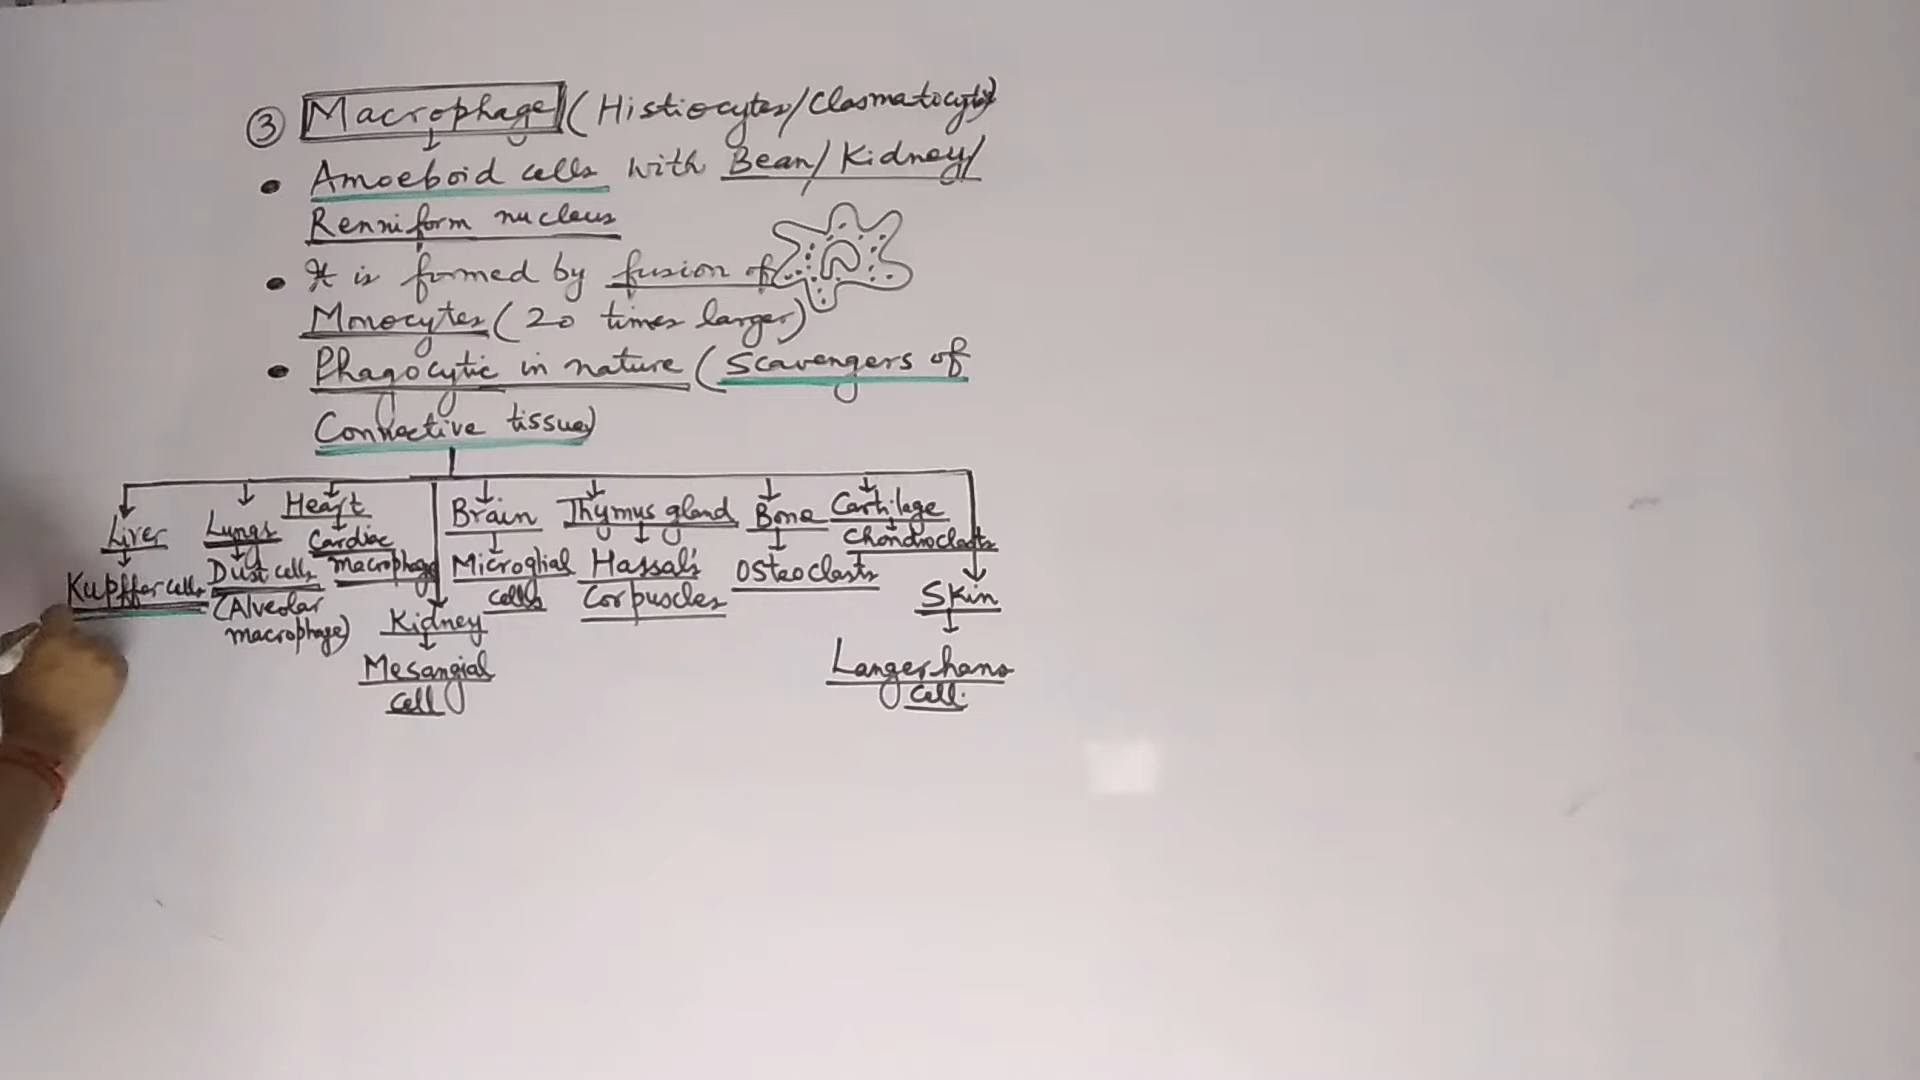 ③ Macrophage (Histiocytes/Clasmatocytes)
• Amoeboid cells with Bean/Kidney/
Renniform nucleus
• It is formed by fusion of
Monocytes (20 times larger)
• Phagocytic in nature (Scavengers of
Connective tissue)
Liver
Kupffer cells
Lungs
Dust cells
(Alveolar
macrophage)
Heart
Cardiac
macrophage
Kidney
Mesangial
cell
Brain
Microglial
cells
Thymus gland
Hassal's
Corpuscles
Bone
Osteoclasts
Cartilage
Chondroclasts
Skin
Langerhans
cell